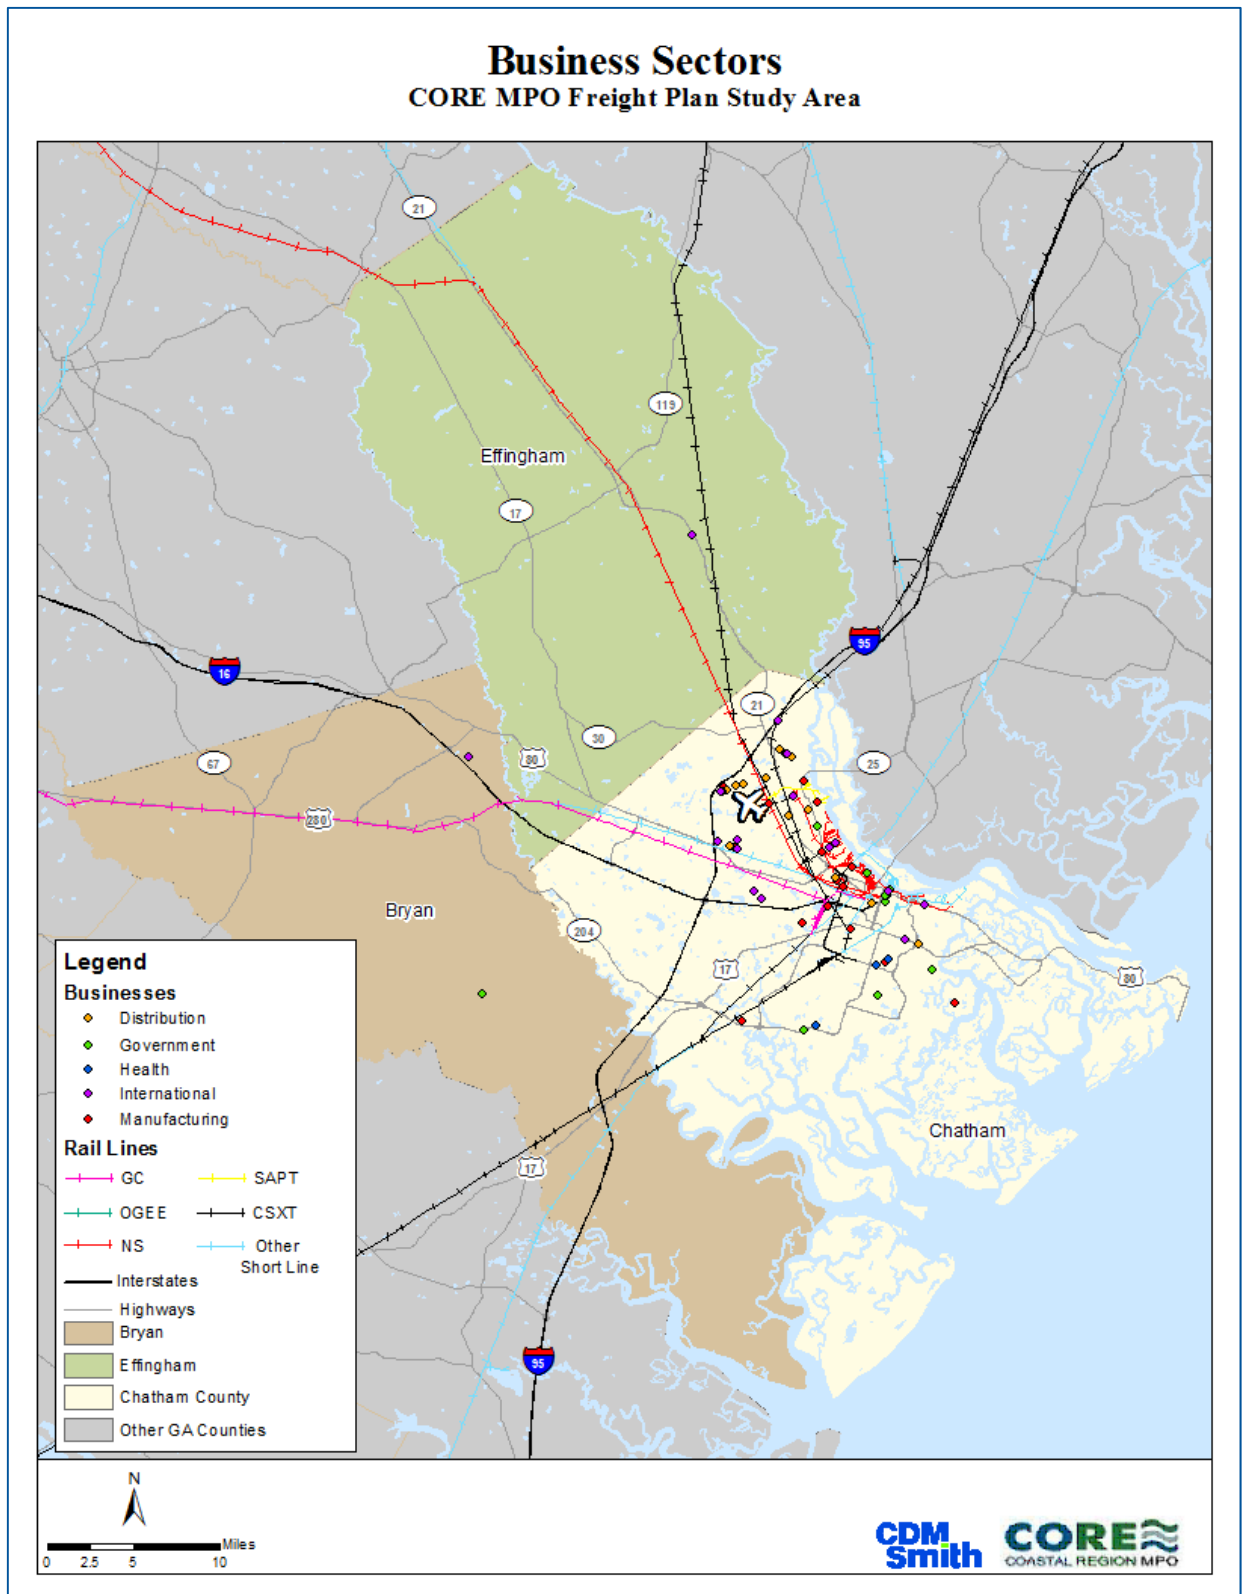 Business Sectors
CORE MPO Freight Plan Study Area
21
119
Effingham
17
95
16
21
30
80
67
25
280
Bryan
204
17
80
Chatham
17
95
Legend
Businesses
Distribution
Government
Health
International
Manufacturing
Rail Lines
GC SAPT
OGEE CSXT
NS Other
Short Line
Interstates
Highways
Bryan
Effingham
Chatham County
Other GA Counties
N
Miles
0 2.5 5 10
CDM
Smith
CORE
COASTAL REGION MPO